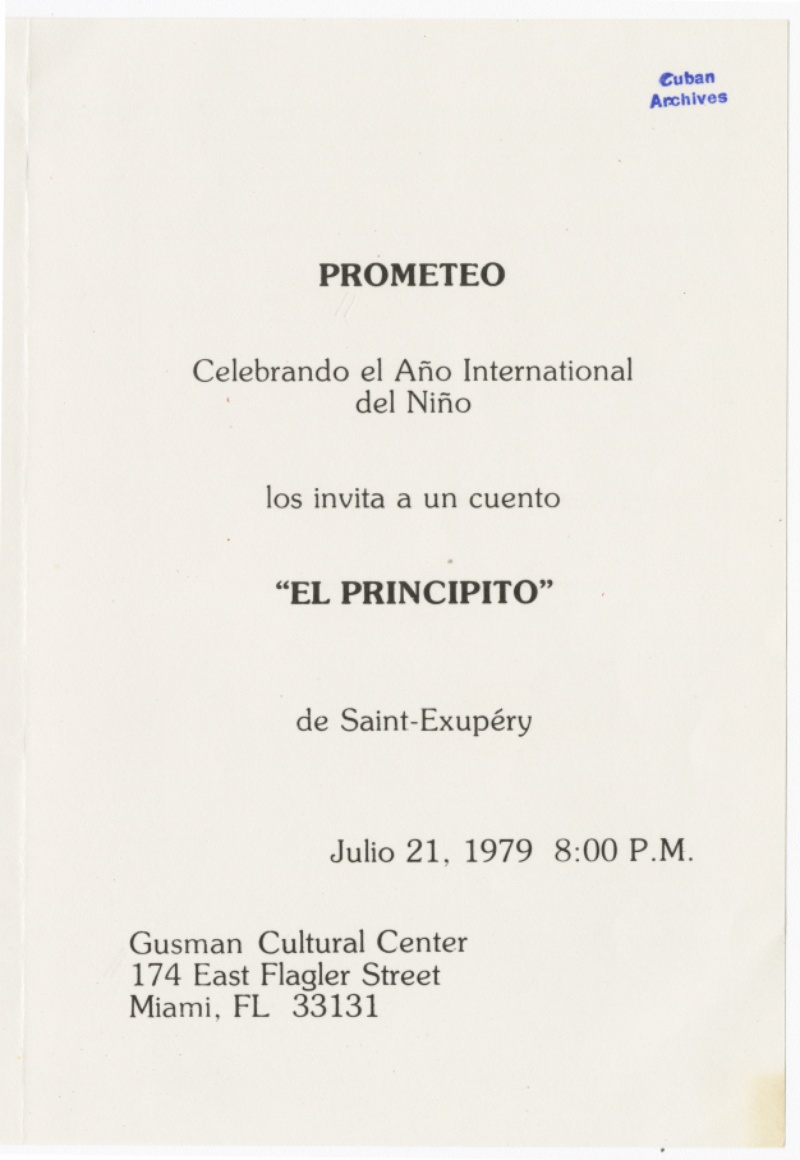 Cuban
Archives
PROMETEO
Celebrando el Año International
del Niño
los invita a un cuento
“EL PRINCIPITO”
de Saint-Exupéry
Julio 21, 1979 8:00 P.M.
Gusman Cultural Center
174 East Flagler Street
Miami, FL 33131